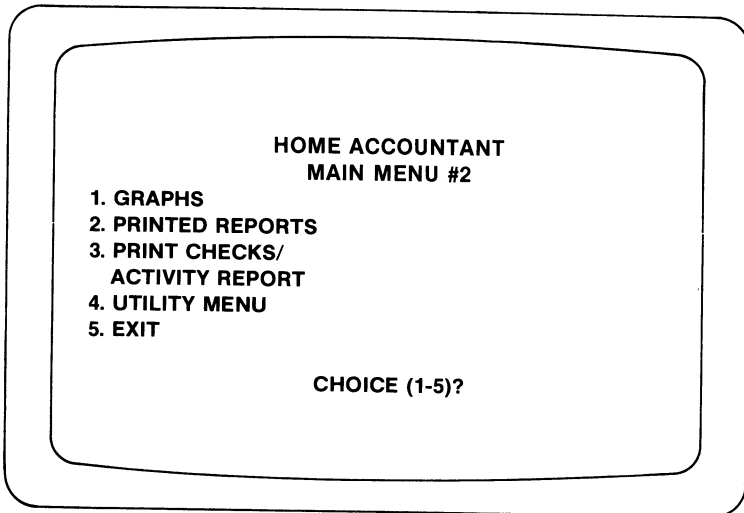 HOME ACCOUNTANT
MAIN MENU #2
1. GRAPHS
2. PRINTED REPORTS
3. PRINT CHECKS/
ACTIVITY REPORT
4. UTILITY MENU
5. EXIT
CHOICE (1-5)?